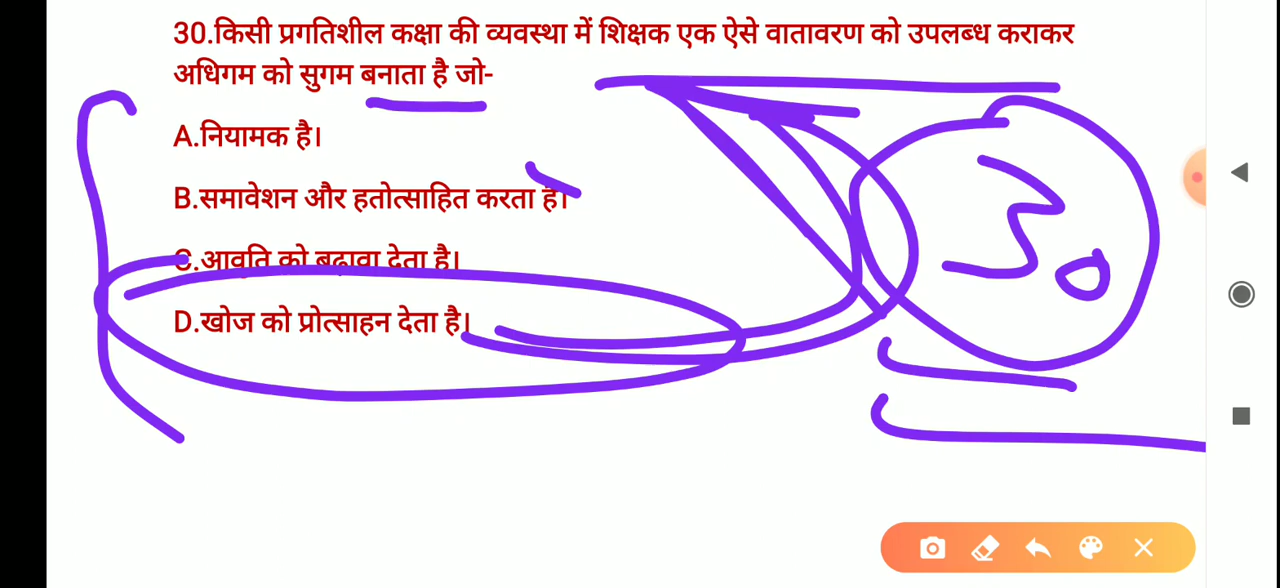 30.किसी प्रगतिशील कक्षा की व्यवस्था में शिक्षक एक ऐसे वातावरण को उपलब्ध कराकर
अधिगम को सुगम बनाता है जो-
A.नियामक है।
B.समावेशन और हतोत्साहित करता है।
C.आवृति को बढ़ावा देता है।
D.खोज को प्रोत्साहन देता है।
30